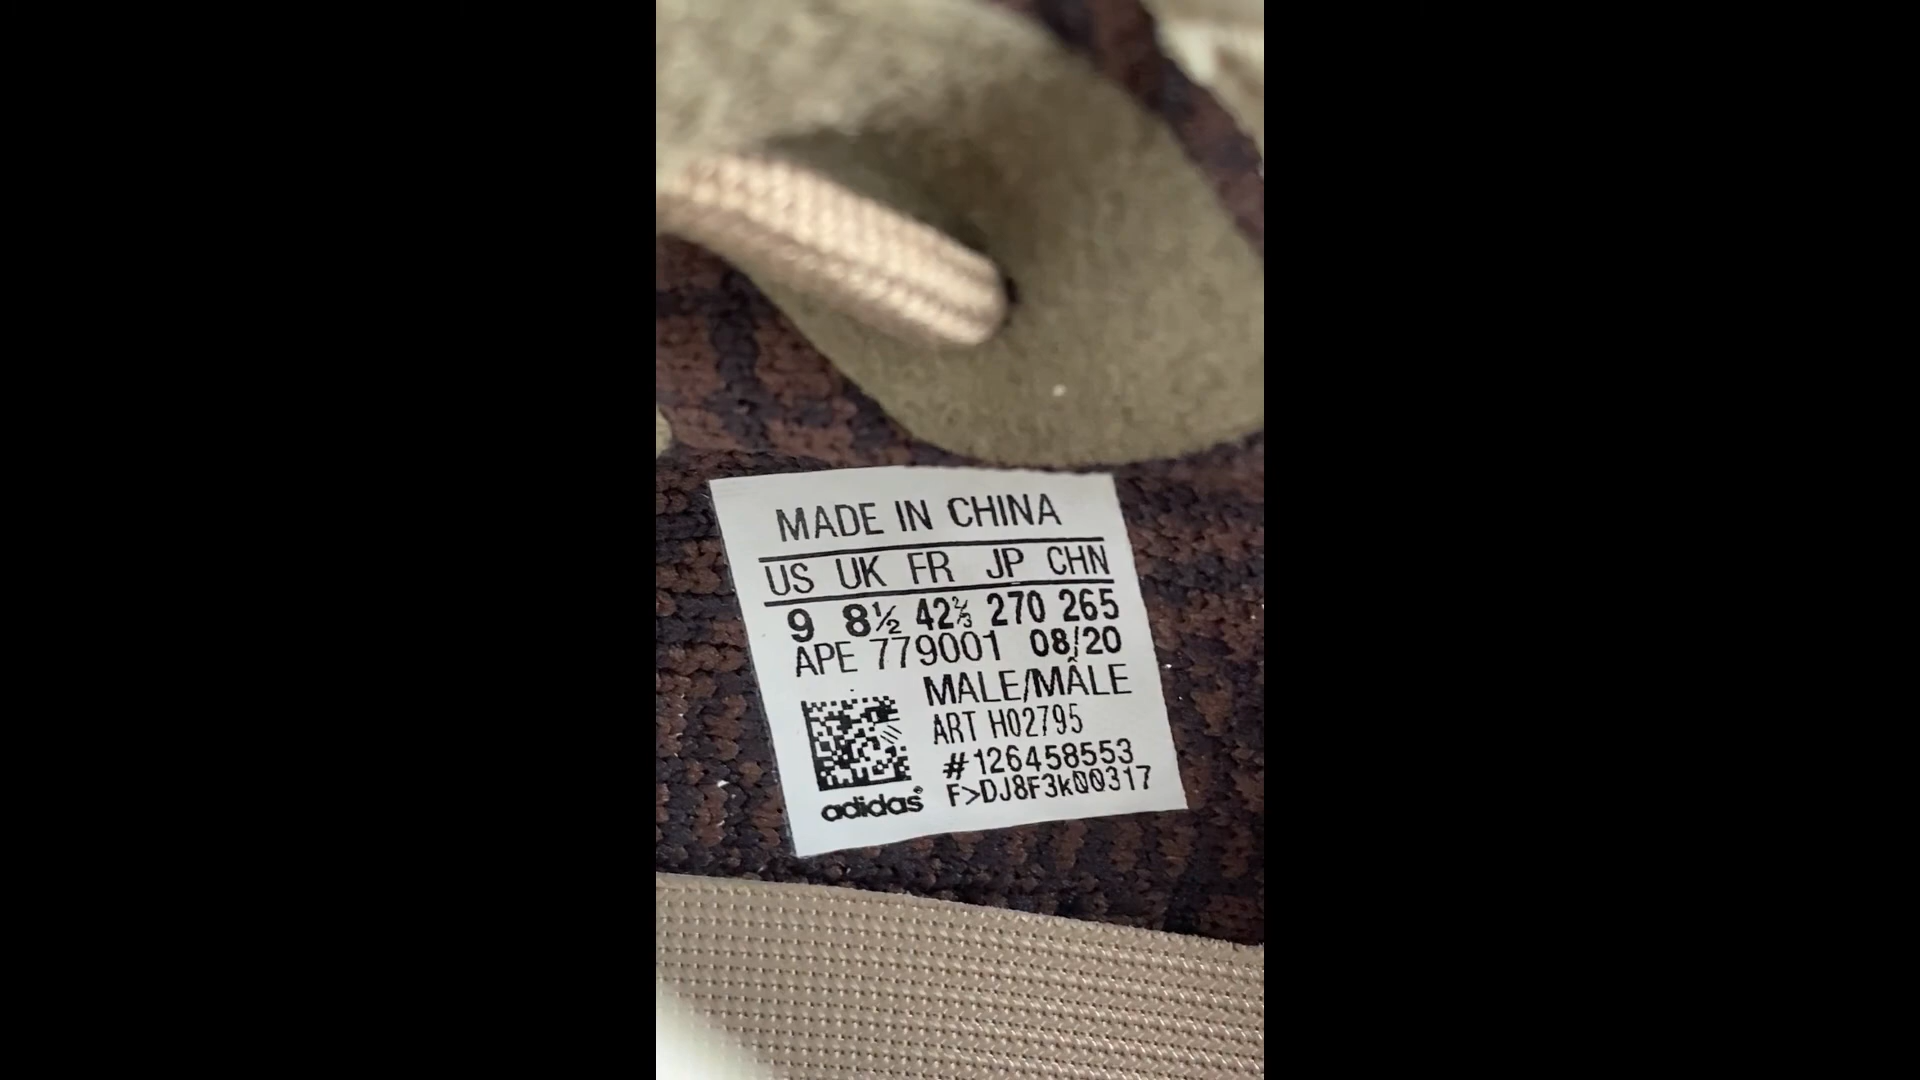 MADE IN CHINA
US UK FR JP CHN
9 8½ 42⅔ 270 265
APE 779001 08/20
MALE/MÂLE
ART H02795
#126458553
F>DJ8F3K00317
adidas®